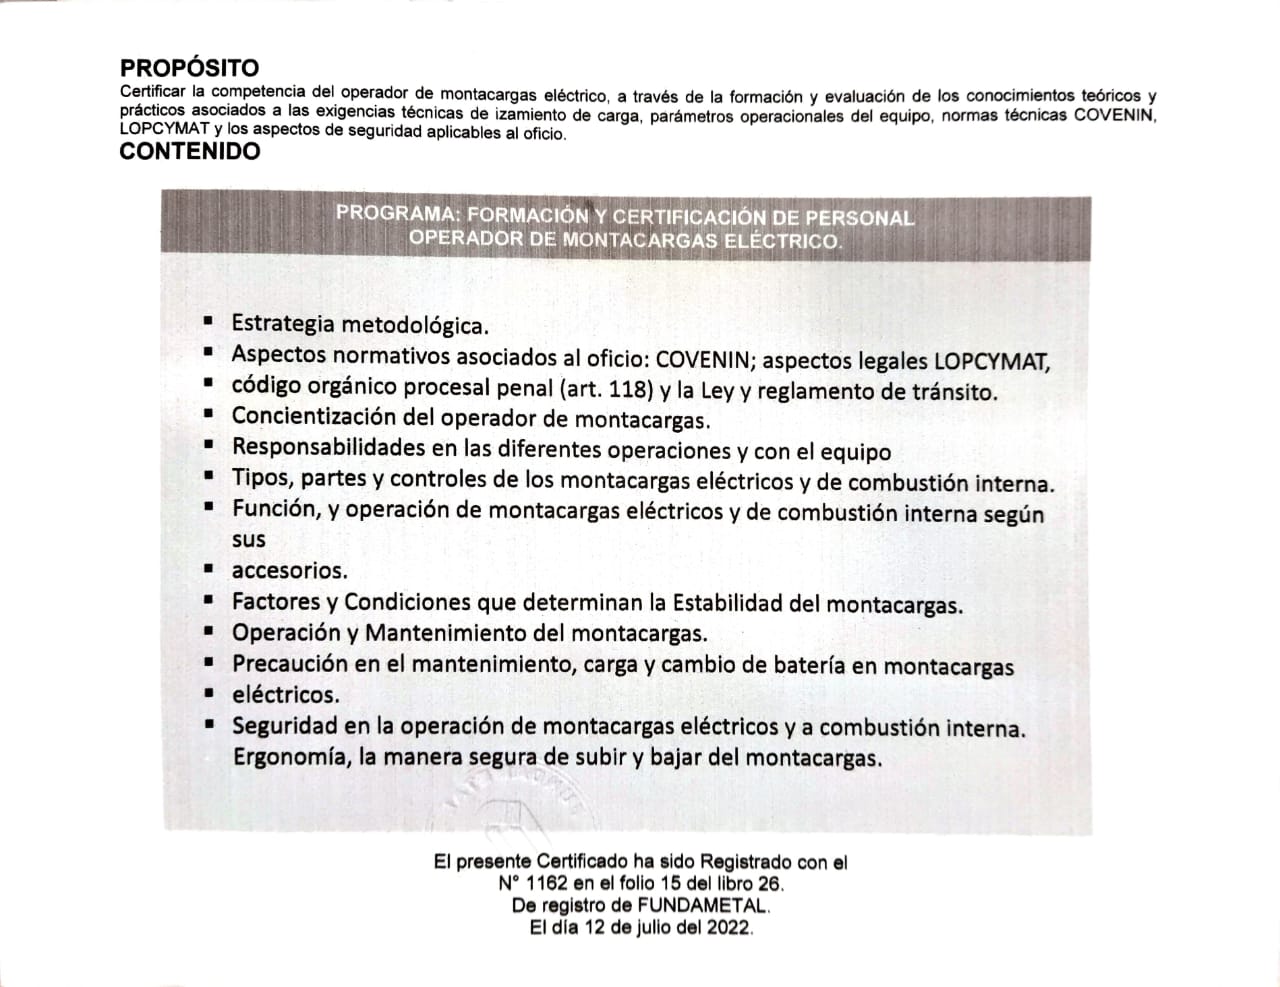 PROPÓSITO
Certificar la competencia del operador de montacargas eléctrico, a través de la formación y evaluación de los conocimientos teóricos y
prácticos asociados a las exigencias técnicas de izamiento de carga, parámetros operacionales del equipo, normas técnicas COVENIN,
LOPCYMAT y los aspectos de seguridad aplicables al oficio.
CONTENIDO
PROGRAMA: FORMACIÓN Y CERTIFICACIÓN DE PERSONAL
OPERADOR DE MONTACARGAS ELÉCTRICO.
▪ Estrategia metodológica.
▪ Aspectos normativos asociados al oficio: COVENIN; aspectos legales LOPCYMAT,
▪ código orgánico procesal penal (art. 118) y la Ley y reglamento de tránsito.
▪ Concientización del operador de montacargas.
▪ Responsabilidades en las diferentes operaciones y con el equipo
▪ Tipos, partes y controles de los montacargas eléctricos y de combustión interna.
▪ Función, y operación de montacargas eléctricos y de combustión interna según
sus
▪ accesorios.
▪ Factores y Condiciones que determinan la Estabilidad del montacargas.
▪ Operación y Mantenimiento del montacargas.
▪ Precaución en el mantenimiento, carga y cambio de batería en montacargas
▪ eléctricos.
▪ Seguridad en la operación de montacargas eléctricos y a combustión interna.
Ergonomía, la manera segura de subir y bajar del montacargas.
El presente Certificado ha sido Registrado con el
N° 1162 en el folio 15 del libro 26.
De registro de FUNDAMETAL.
El día 12 de julio del 2022.